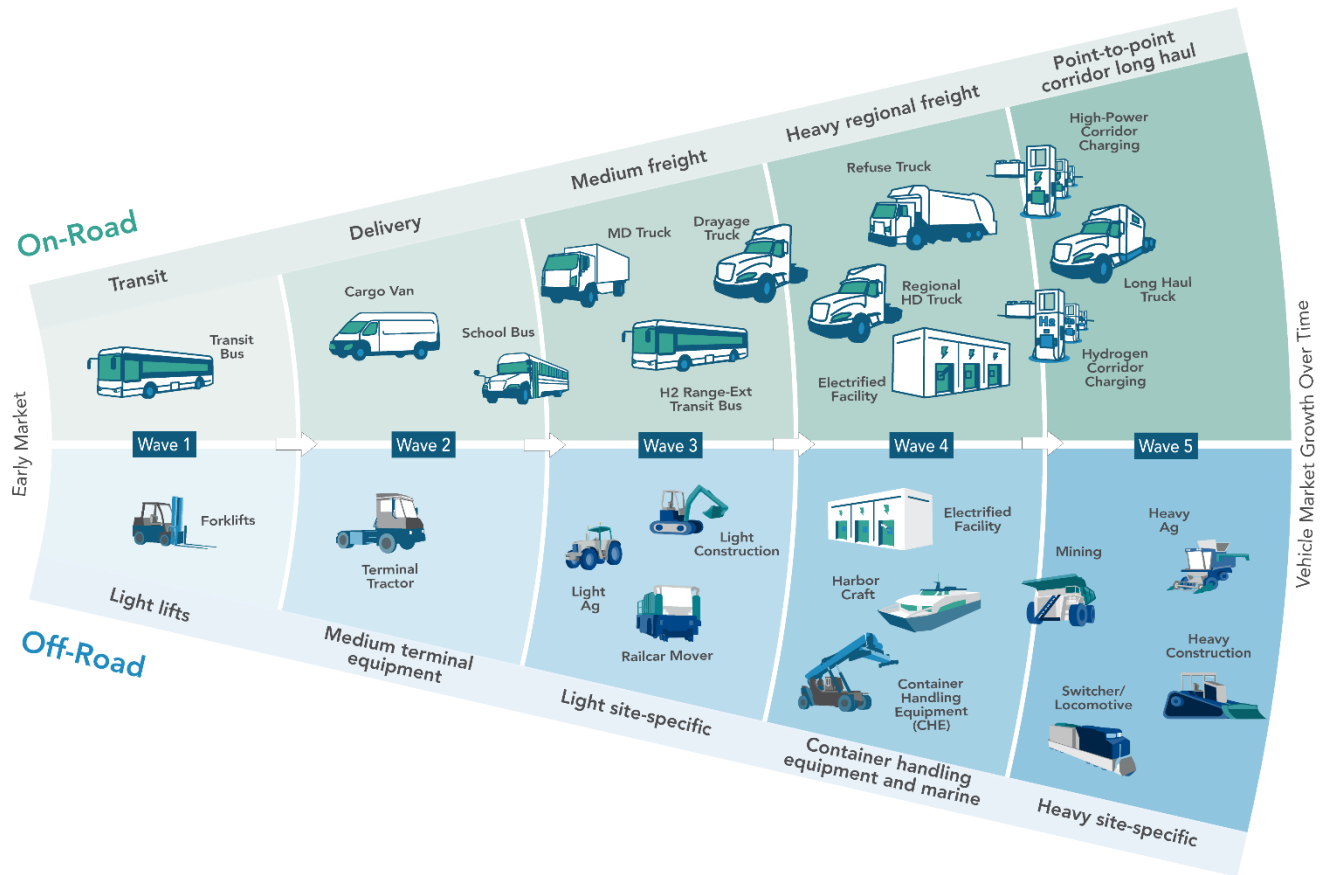 On-Road
Early Market
Transit
Transit
Bus
Delivery
Cargo Van
School Bus
Medium freight
MD Truck
Drayage
Truck
H2 Range-Ext
Transit Bus
Heavy regional freight
Refuse Truck
Regional
HD Truck
Electrified
Facility
Point-to-point
corridor long haul
High-Power
Corridor
Charging
Long Haul
Truck
H2
Hydrogen
Corridor
Charging
Wave 1
Wave 2
Wave 3
Wave 4
Wave 5
Vehicle Market Growth Over Time
Off-Road
Forklifts
Light lifts
Terminal
Tractor
Medium terminal
equipment
Light
Construction
Light
Ag
Railcar Mover
Light site-specific
Electrified
Facility
Harbor
Craft
Container
Handling
Equipment
(CHE)
Container handling
equipment and marine
Heavy
Ag
Mining
Heavy
Construction
Switcher/
Locomotive
Heavy site-specific